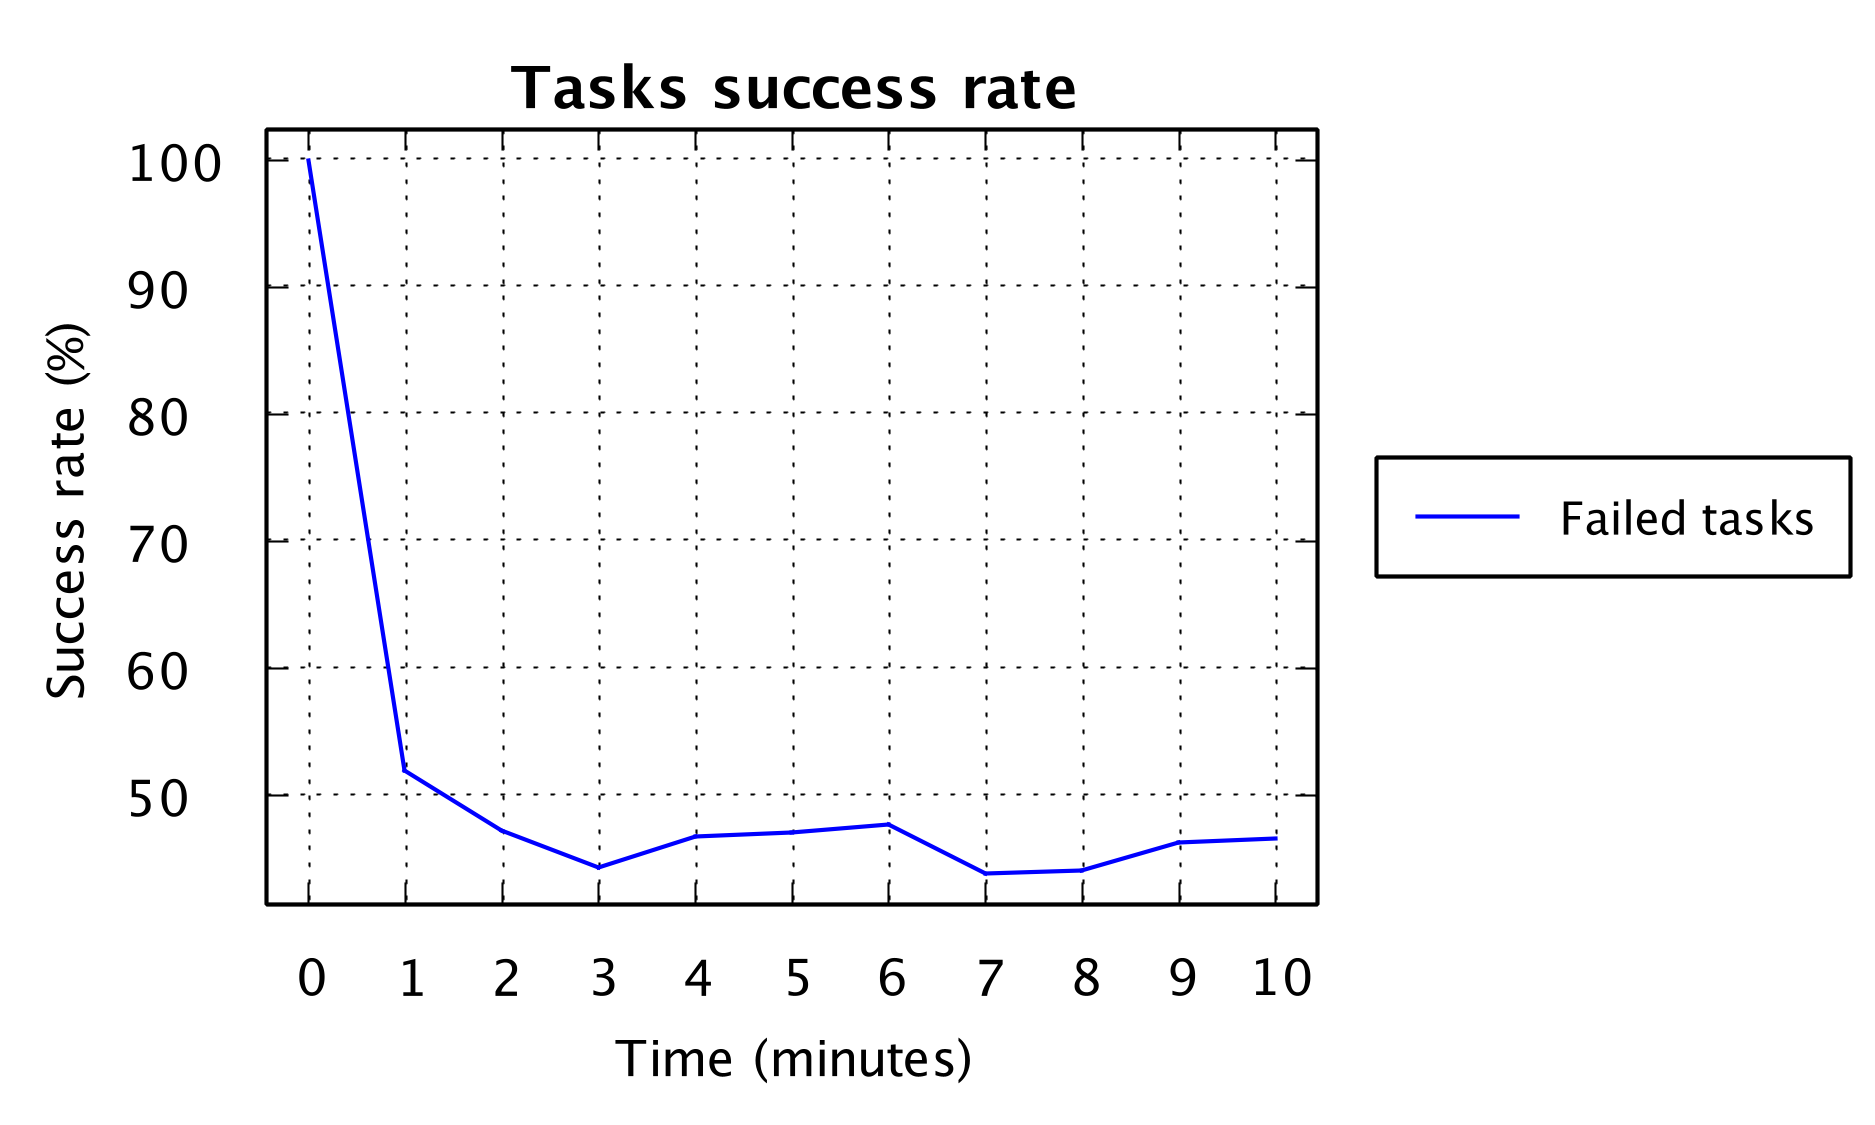 Tasks success rate
100
90
80
70
60
50
Success rate (%)
0 1 2 3 4 5 6 7 8 9 10
Time (minutes)
Failed tasks